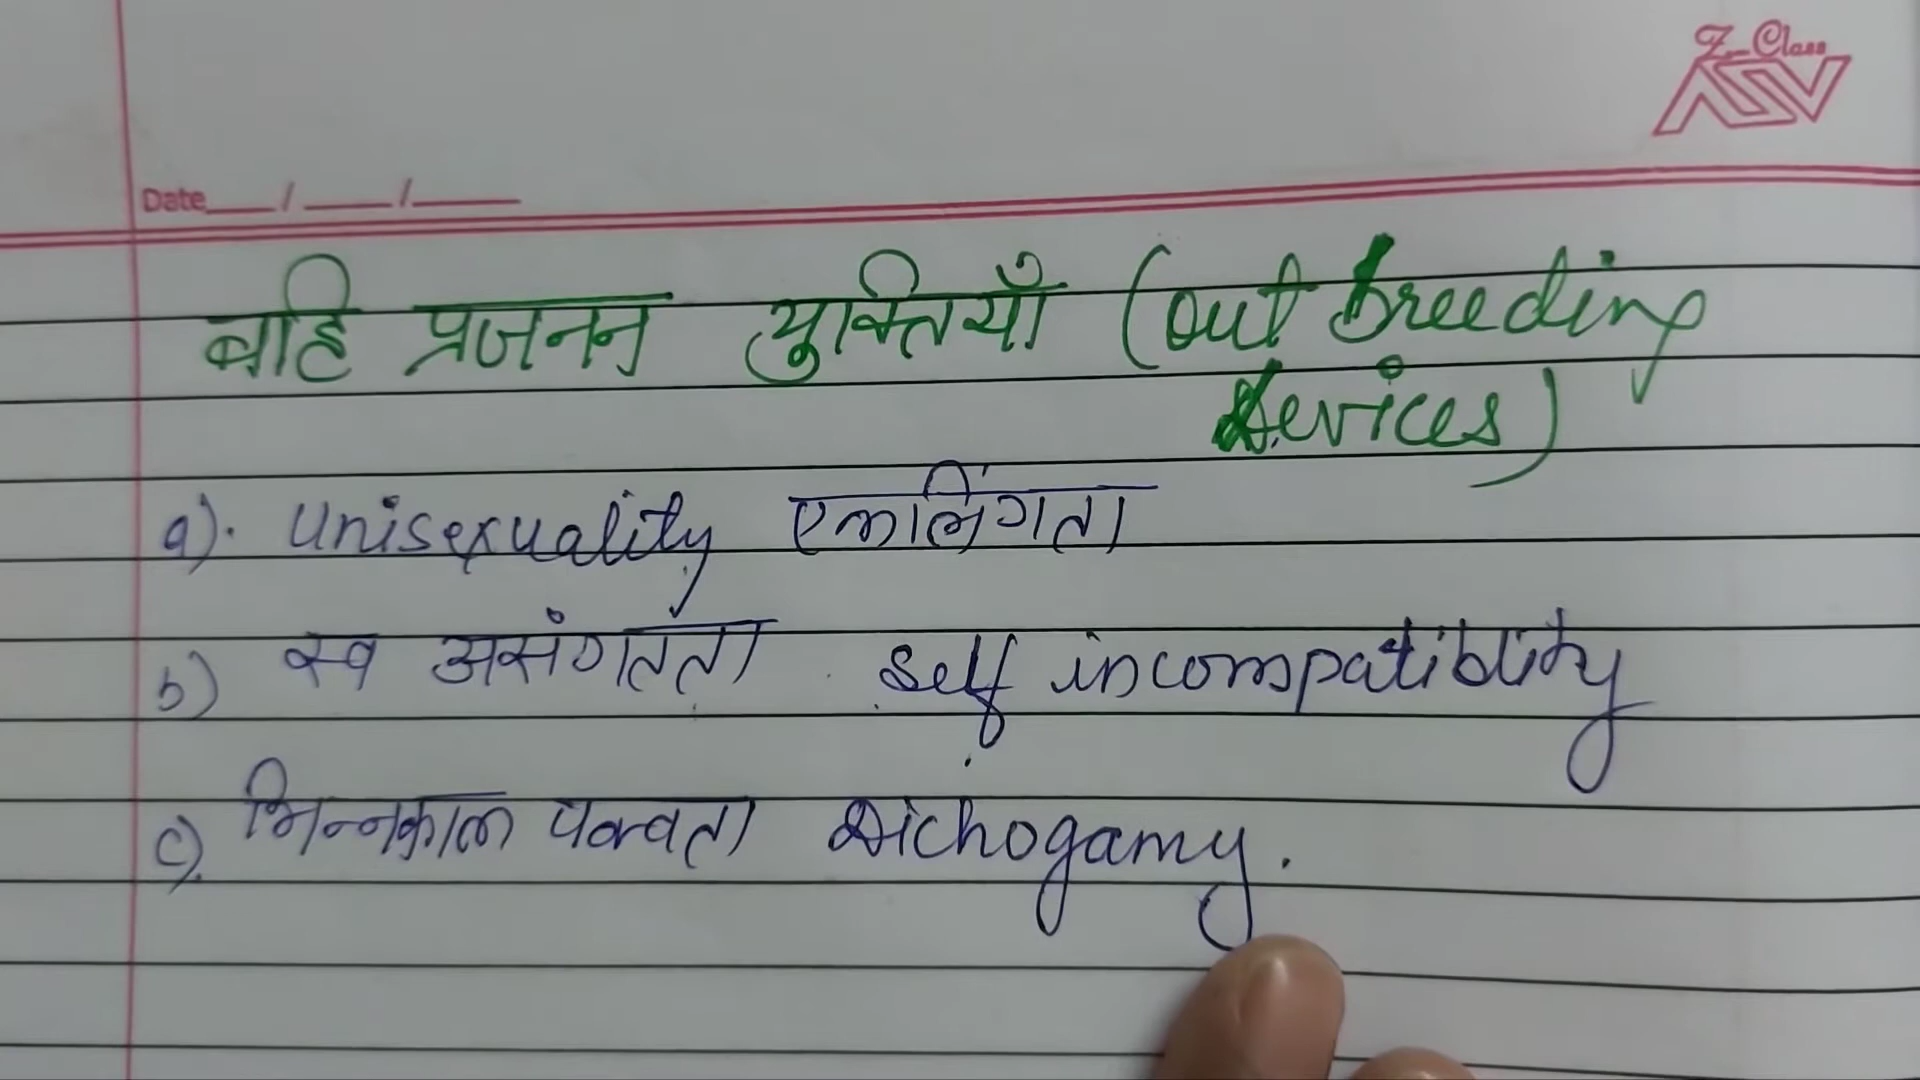 Z-Class
ASV
Date___/___/___
बाहि प्रजनन युक्तियाँ (out breeding
devices)
a). unisexuality एकलिंगता
b) स्व असंगतता self incompatiblity
c). भिन्नकाल पक्वता Dichogamy.